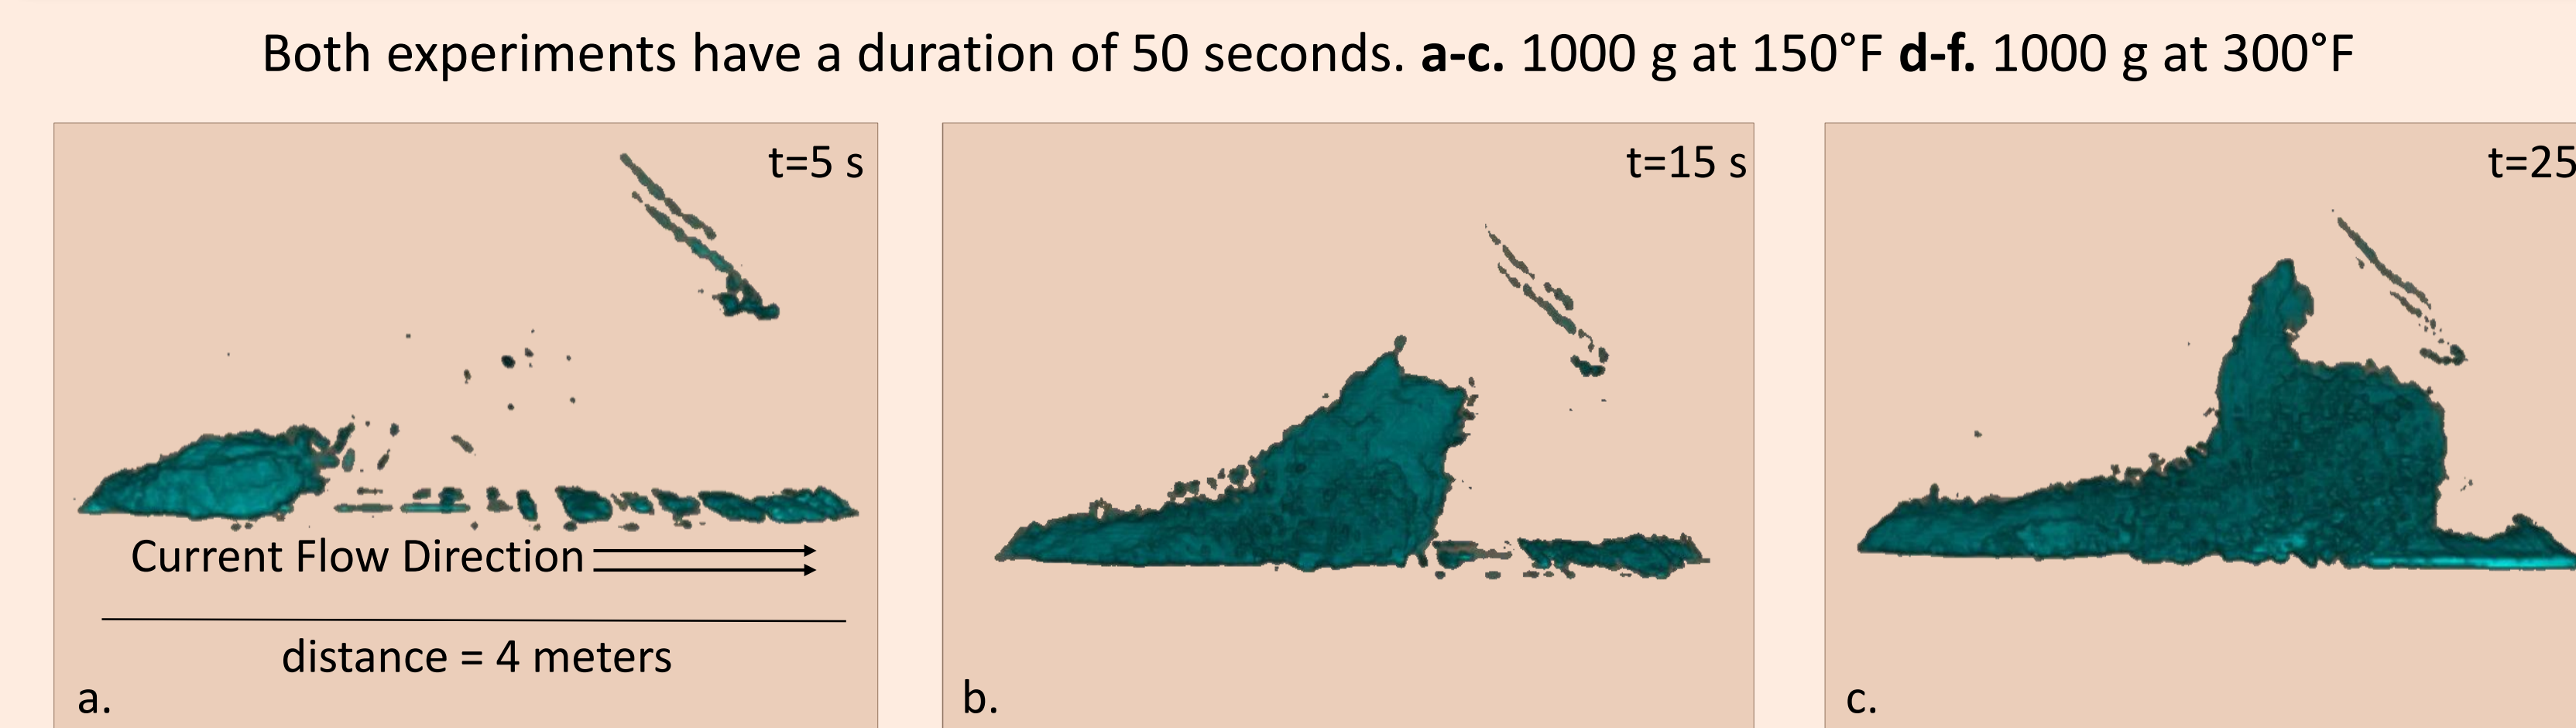 Both experiments have a duration of 50 seconds. a-c. 1000 g at 150°F d-f. 1000 g at 300°F
t=5 s
Current Flow Direction
distance = 4 meters
a.
t=15 s
b.
t=25
c.